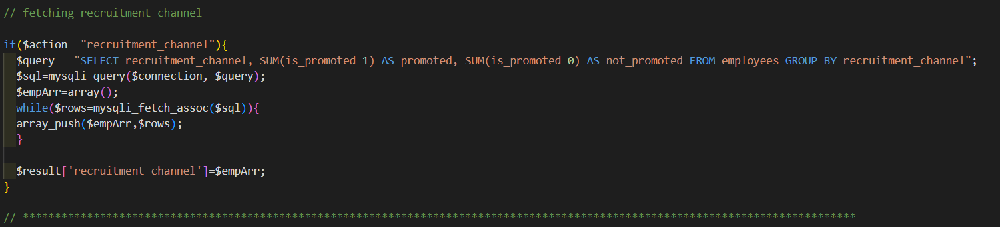 // fetching recruitment channel
if($action=="recruitment_channel"){
$query = "SELECT recruitment_channel, SUM(is_promoted=1) AS promoted, SUM(is_promoted=0) AS not_promoted FROM employees GROUP BY recruitment_channel";
$sql=mysqli_query($connection, $query);
$empArr=array();
while($rows=mysqli_fetch_assoc($sql)){
array_push($empArr,$rows);
}
$result['recruitment_channel']=$empArr;
}
// **********************************************************************************************************************************